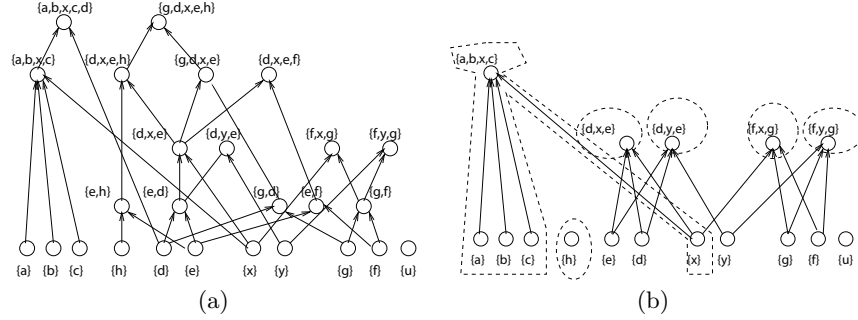 {a,b,x,c,d} {g,d,x,e,h}
{a,b,x,c} {d,x,e,h} {g,d,x,e} {d,x,e,f}
{d,x,e} {d,y,e} {f,x,g} {f,y,g}
{e,h} {e,d} {g,d} {e,f} {g,f}
{a} {b} {c} {h} {d} {e} {x} {y} {g} {f} {u}
(a)
{a,b,x,c}
{d,x,e} {d,y,e} {f,x,g} {f,y,g}
{a} {b} {c} {h} {e} {d} {x} {y} {g} {f} {u}
(b)